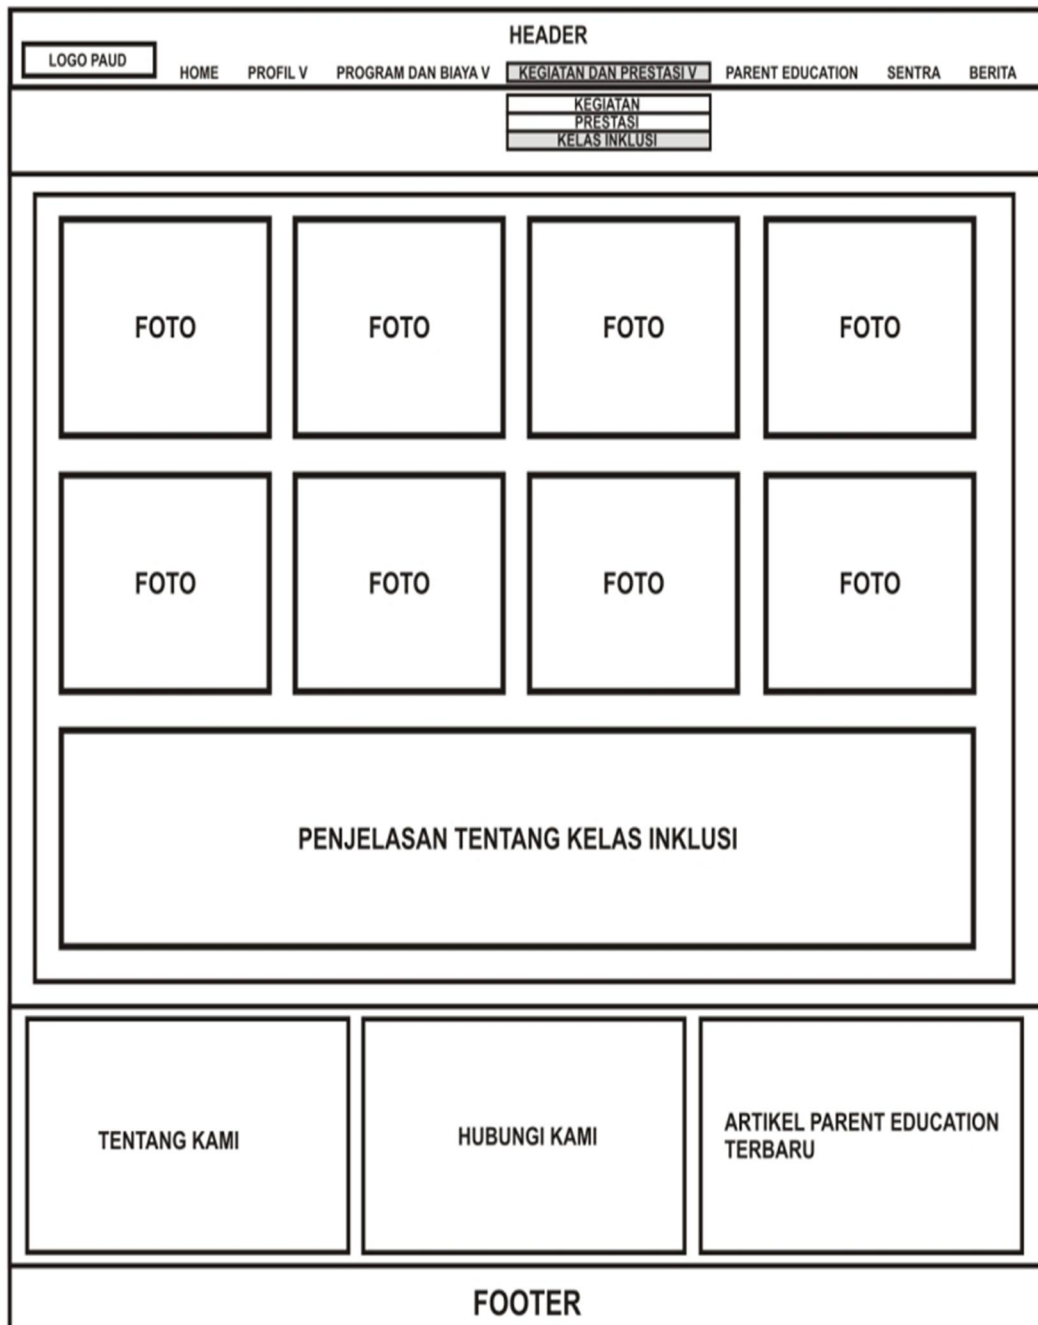 HEADER
LOGO PAUD
HOME PROFIL V PROGRAM DAN BIAYA V KEGIATAN DAN PRESTASI V PARENT EDUCATION SENTRA BERITA
KEGIATAN
PRESTASI
KELAS INKLUSI
FOTO FOTO FOTO FOTO
FOTO FOTO FOTO FOTO
PENJELASAN TENTANG KELAS INKLUSI
TENTANG KAMI
HUBUNGI KAMI
ARTIKEL PARENT EDUCATION
TERBARU
FOOTER